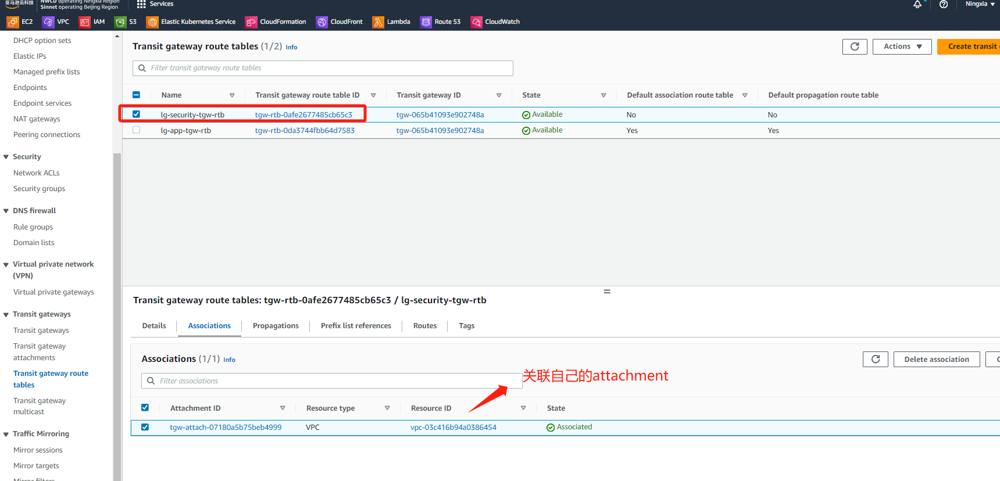 亚马逊云科技
NWCD operating Ningxia Region
Sinnet operating Beijing Region
Services
Ningxia
EC2 VPC IAM S3 Elastic Kubernetes Service CloudFormation CloudFront Lambda Route 53 CloudWatch
DHCP option sets
Elastic IPs
Managed prefix lists
Endpoints
Endpoint services
NAT gateways
Peering connections
Security
Network ACLs
Security groups
DNS firewall
Rule groups
Domain lists
Virtual private network
(VPN)
Virtual private gateways
Transit gateways
Transit gateways
Transit gateway
attachments
Transit gateway route
tables
Transit gateway
multicast
Traffic Mirroring
Mirror sessions
Mirror targets
Mirror filters
Transit gateway route tables (1/2) Info
Actions
Create transit
Filter transit gateway route tables
Name Transit gateway route table ID Transit gateway ID State Default association route table Default propagation route table
lg-security-tgw-rtb tgw-rtb-0afe2677485cb65c3 tgw-065b41093e902748a Available No No
lg-app-tgw-rtb tgw-rtb-0da3744fbb64d7583 tgw-065b41093e902748a Available Yes Yes
Transit gateway route tables: tgw-rtb-0afe2677485cb65c3 / lg-security-tgw-rtb
Details Associations Propagations Prefix list references Routes Tags
Associations (1/1) Info
Delete association
Filter associations
关联自己的attachment
Attachment ID Resource type Resource ID State
tgw-attach-07180a5b75beb4999 VPC vpc-03c416b94a0386454 Associated